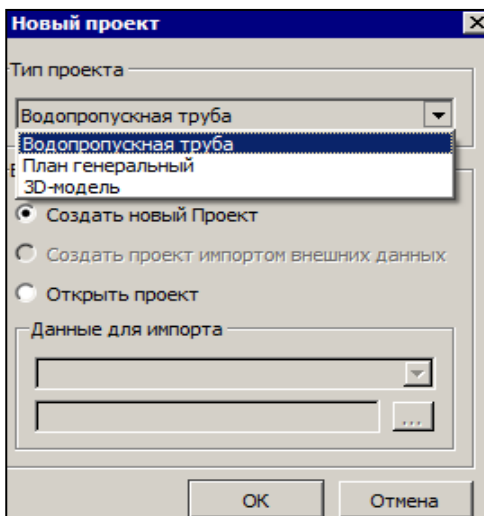 Новый проект
Тип проекта
Водопропускная труба
Водопропускная труба
План генеральный
3D-модель
Создать новый Проект
Создать проект импортом внешних данных
Открыть проект
Данные для импорта
...
ОК
Отмена